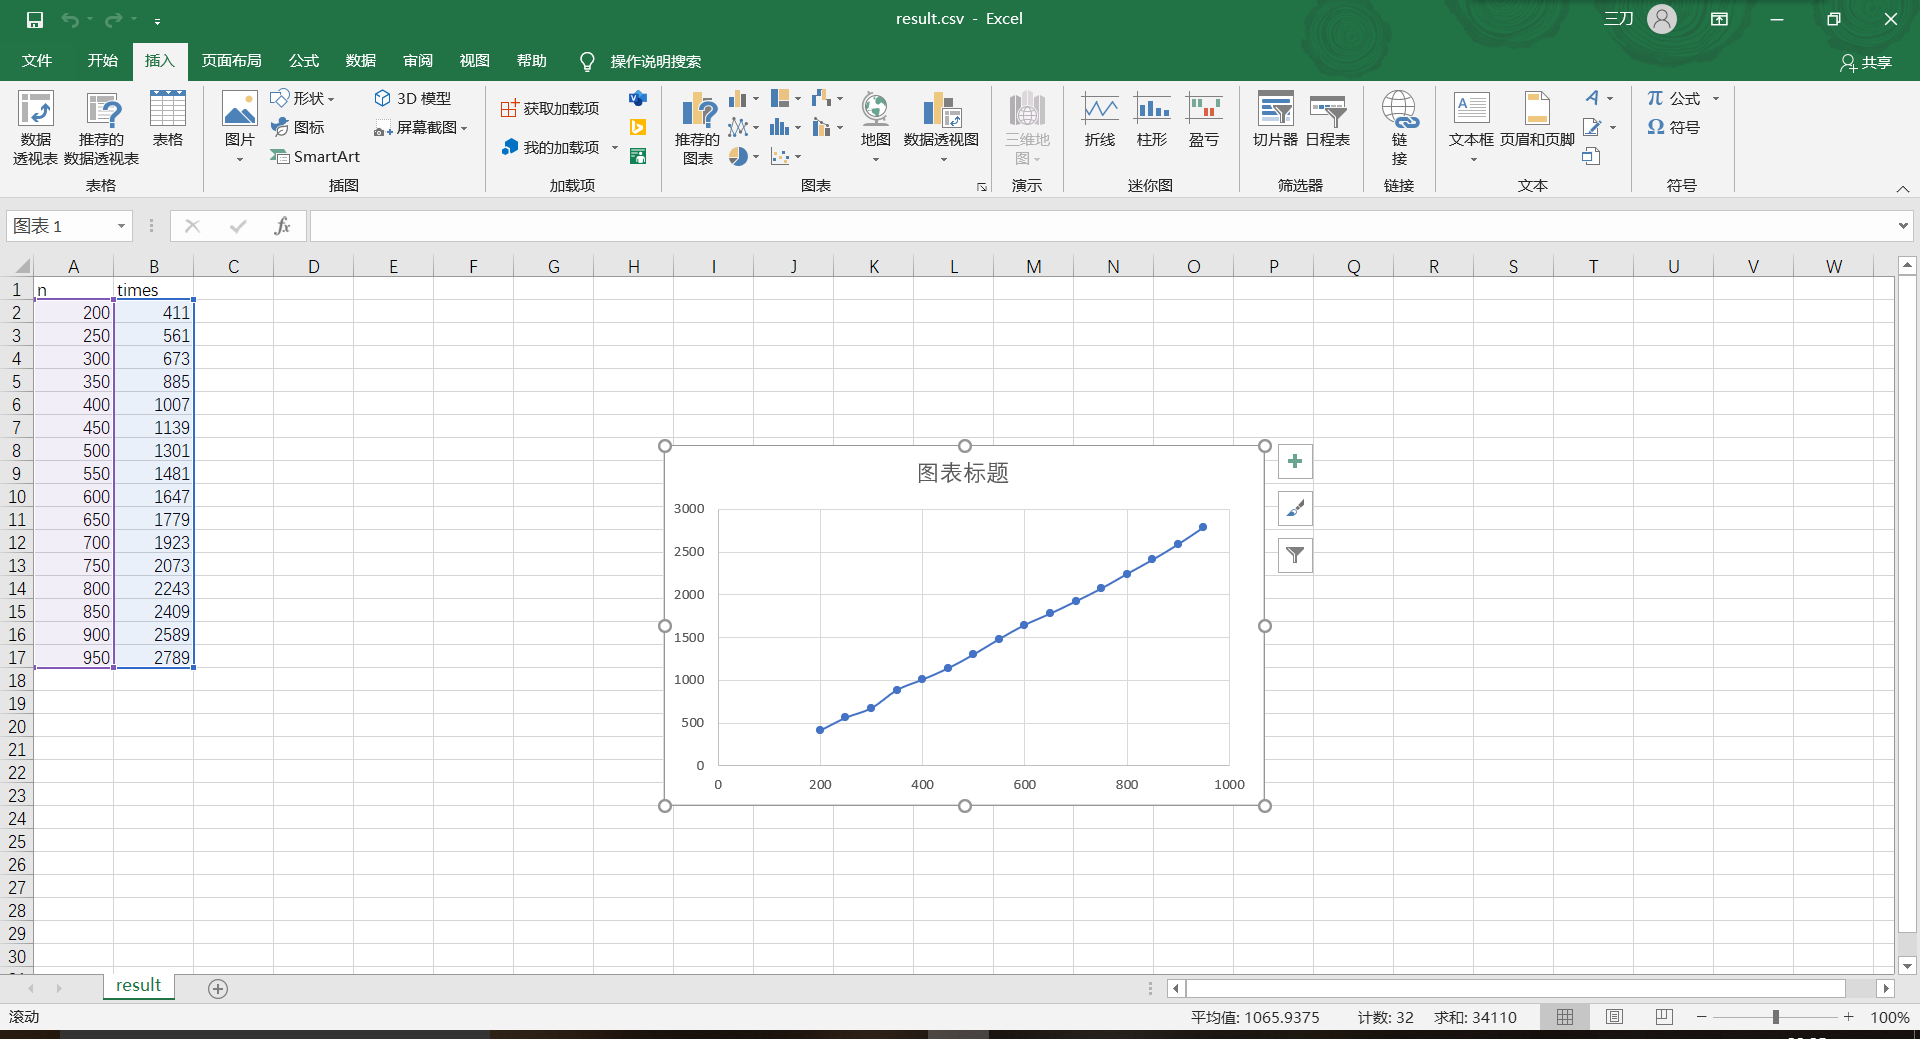 result.csv - Excel 三刀
文件 开始 插入 页面布局 公式 数据 审阅 视图 帮助 操作说明搜索 共享
数据
透视表
推荐的
数据透视表
表格
表格
图片
形状
图标
SmartArt
3D 模型
屏幕截图
插图
获取加载项
我的加载项
加载项
推荐的
图表
地图
数据透视图
图表
三维地
图
演示
折线 柱形 盈亏
迷你图
切片器 日程表
筛选器
链
接
链接
文本框 页眉和页脚
文本
π 公式
Ω 符号
符号
图表 1 fx
A B C D E F G H I J K L M N O P Q R S T U V W
1 n times
2 200 411
3 250 561
4 300 673
5 350 885
6 400 1007
7 450 1139
8 500 1301
9 550 1481
10 600 1647
11 650 1779
12 700 1923
13 750 2073
14 800 2243
15 850 2409
16 900 2589
17 950 2789
18
19
20
21
22
23
24
25
26
27
28
29
30
图表标题
3000
2500
2000
1500
1000
500
0
0 200 400 600 800 1000
result
滚动 平均值: 1065.9375 计数: 32 求和: 34110 100%